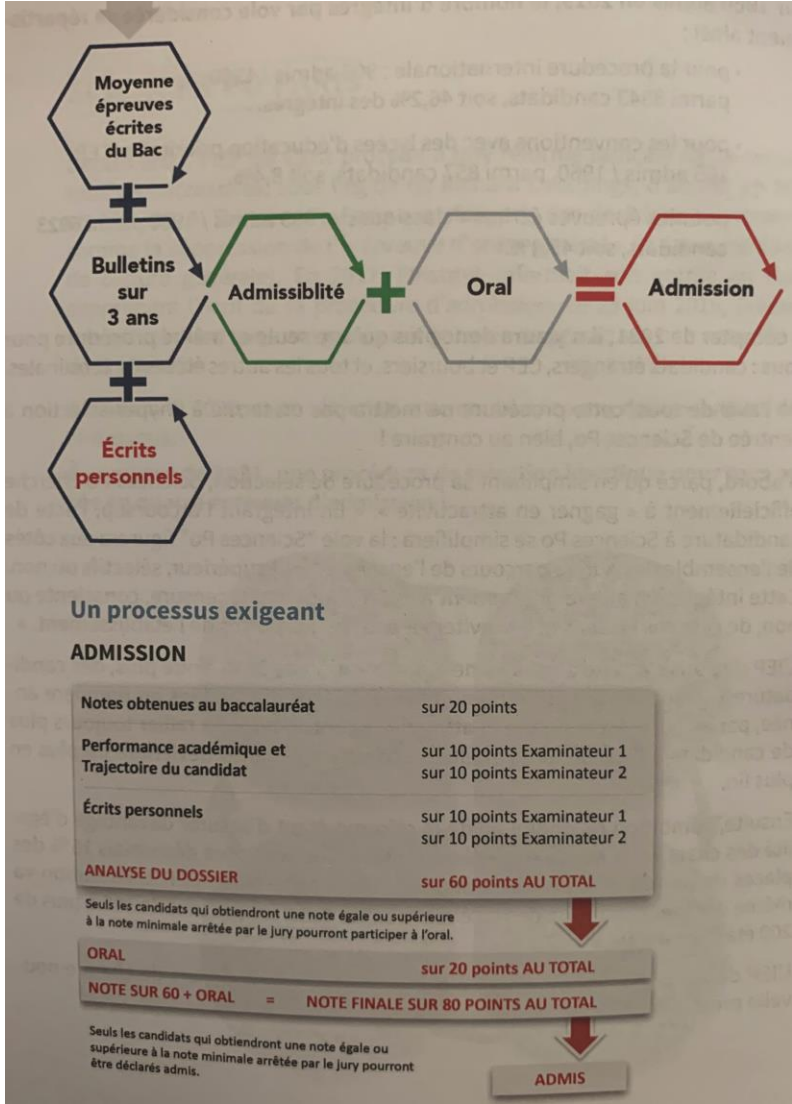 Moyenne
épreuves
écrites
du Bac
+
Bulletins
sur
3 ans
Admissiblité
+
Oral
=
Admission
+
Écrits
personnels
Un processus exigeant
ADMISSION
Notes obtenues au baccalauréat sur 20 points
Performance académique et sur 10 points Examinateur 1
Trajectoire du candidat sur 10 points Examinateur 2
Écrits personnels sur 10 points Examinateur 1
sur 10 points Examinateur 2
ANALYSE DU DOSSIER sur 60 points AU TOTAL
Seuls les candidats qui obtiendront une note égale ou supérieure
à la note minimale arrêtée par le jury pourront participer à l'oral.
ORAL sur 20 points AU TOTAL
NOTE SUR 60 + ORAL = NOTE FINALE SUR 80 POINTS AU TOTAL
Seuls les candidats qui obtiendront une note égale ou
supérieure à la note minimale arrêtée par le jury pourront
être déclarés admis.
ADMIS